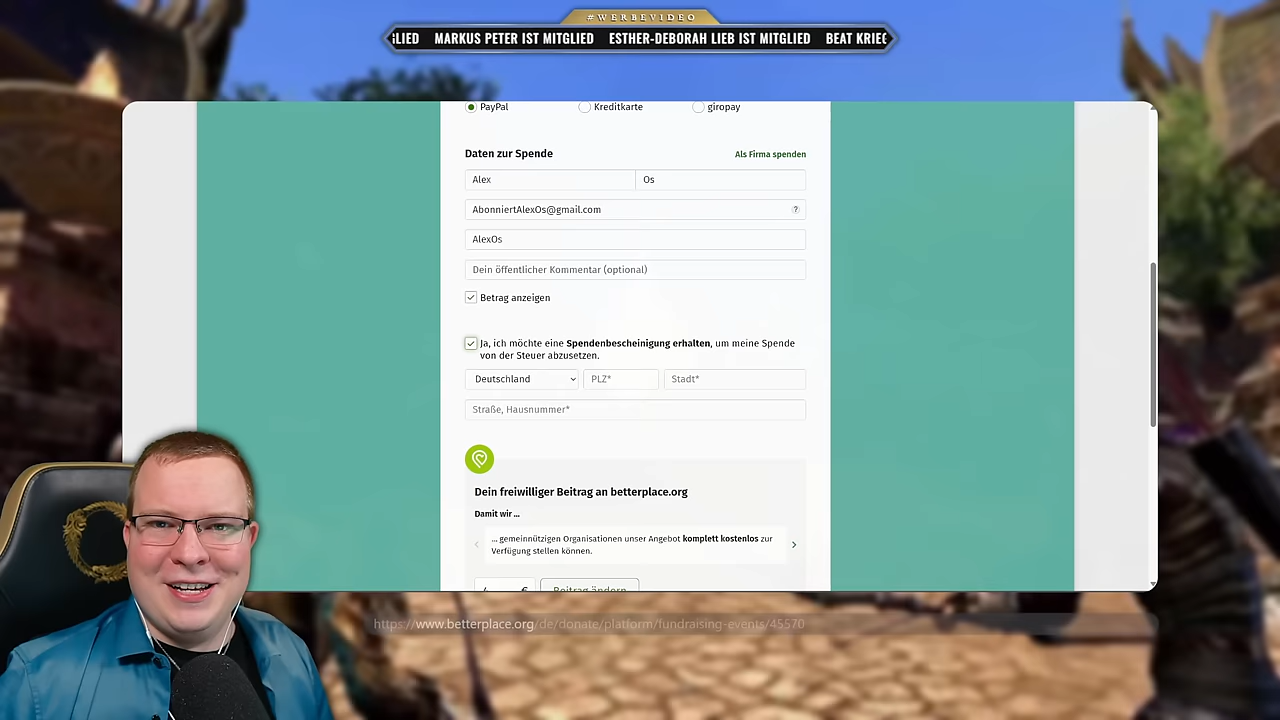 #WERBEVIDEO
GLIED MARKUS PETER IST MITGLIED ESTHER-DEBORAH LIEB IST MITGLIED BEAT KRIEG
PayPal Kreditkarte giropay
Daten zur Spende Als Firma spenden
Alex Os
AbonniertAlexOs@gmail.com ?
AlexOs
Dein öffentlicher Kommentar (optional)
Betrag anzeigen
Ja, ich möchte eine Spendenbescheinigung erhalten, um meine Spende
von der Steuer abzusetzen.
Deutschland PLZ* Stadt*
Straße, Hausnummer*
Dein freiwilliger Beitrag an betterplace.org
Damit wir ...
... gemeinnützigen Organisationen unser Angebot komplett kostenlos zur
Verfügung stellen können.
€ Beitrag ändern
https://www.betterplace.org/de/donate/platform/fundraising-events/45570